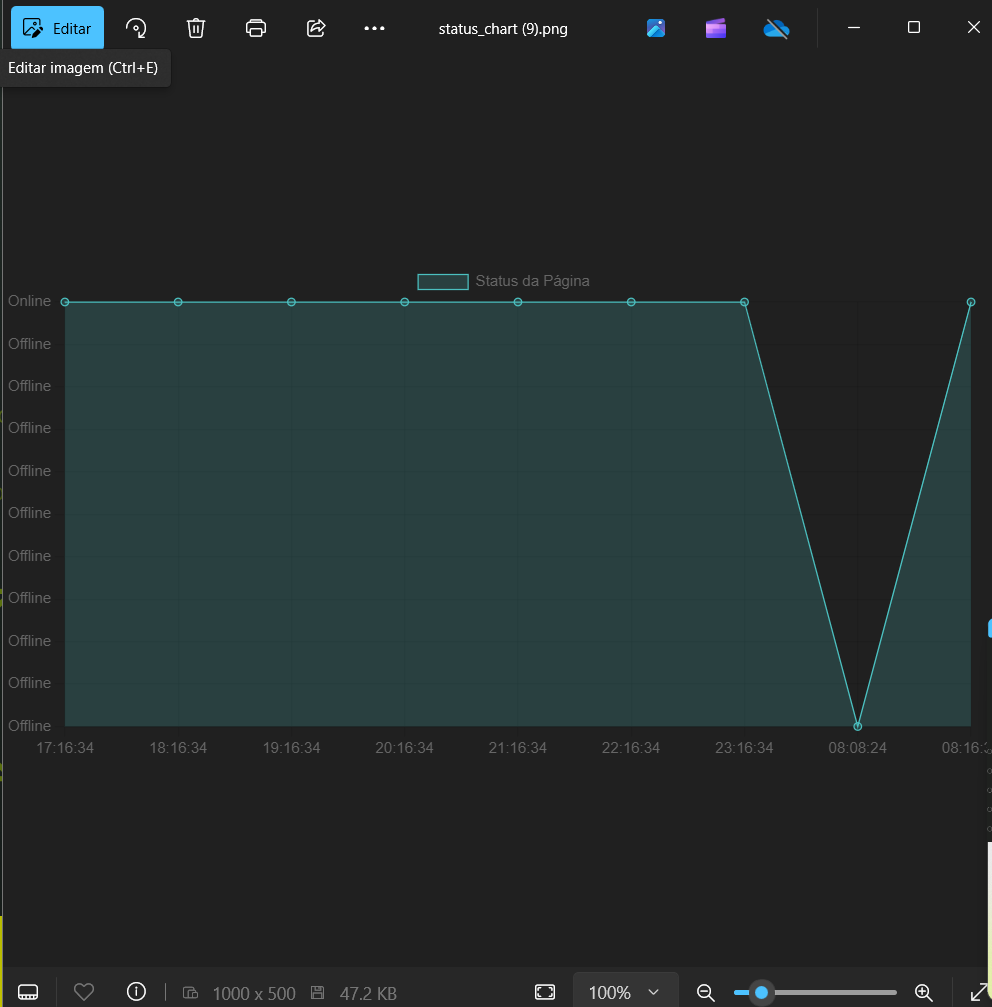 Editar
status_chart (9).png
Editar imagem (Ctrl+E)
Status da Página
Online
Offline
Offline
Offline
Offline
Offline
Offline
Offline
Offline
Offline
Offline
17:16:34 18:16:34 19:16:34 20:16:34 21:16:34 22:16:34 23:16:34 08:08:24 08:16:
1000 x 500 47.2 KB 100%